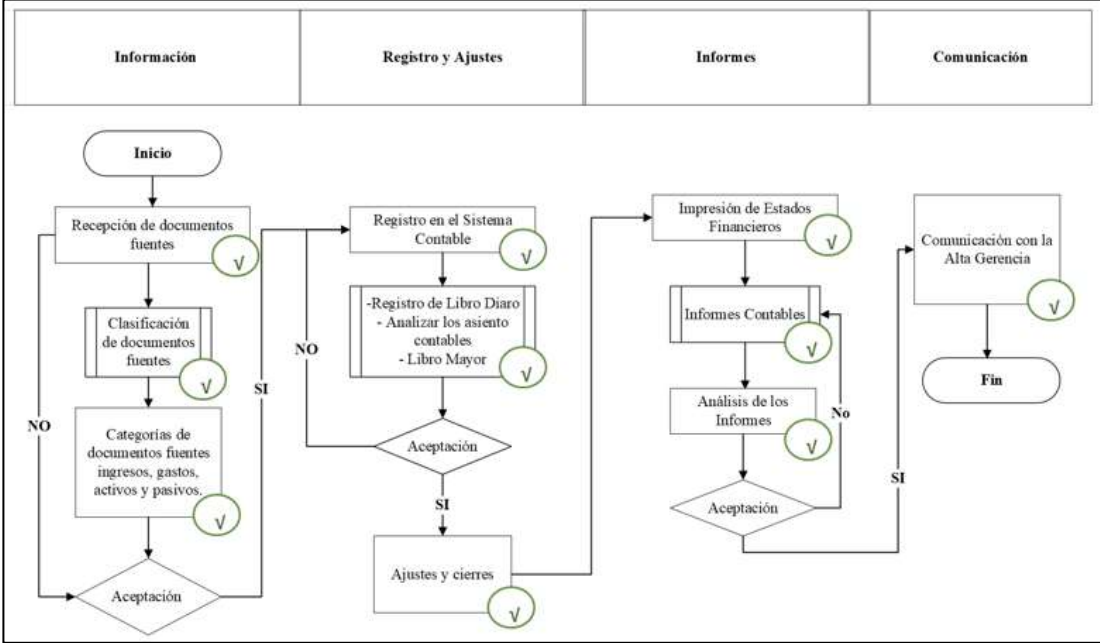 Información
Registro y Ajustes
Informes
Comunicación
Inicio
Recepción de documentos
fuentes
√
Clasificación
de documentos
fuentes
√
Categorías de
documentos fuentes
ingresos, gastos,
activos y pasivos.
√
NO
Aceptación
SI
Registro en el Sistema
Contable
√
-Registro de Libro Diaro
- Analizar los asiento
contables
- Libro Mayor
√
NO
Aceptación
SI
Ajustes y cierres
√
Impresión de Estados
Financieros
√
Informes Contables
√
Análisis de los
Informes
√
No
Aceptación
SI
Comunicación con la
Alta Gerencia
√
Fin